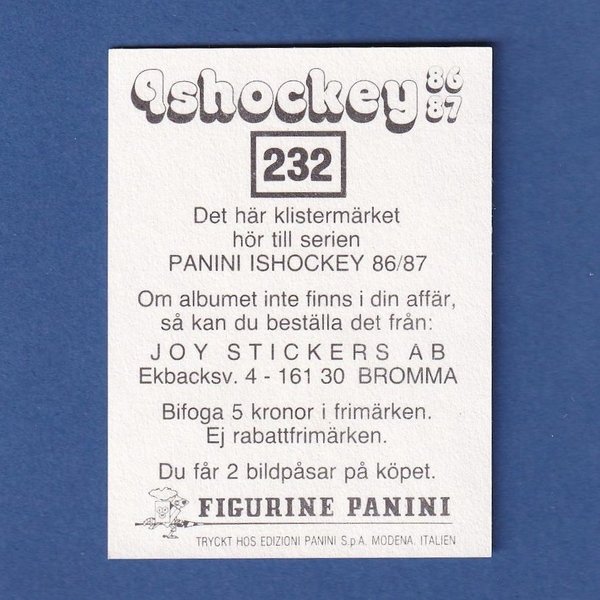 Ishockey 86
87
232
Det här klistermärket
hör till serien
PANINI ISHOCKEY 86/87
Om albumet inte finns i din affär,
så kan du beställa det från:
JOY STICKERS AB
Ekbacksv. 4 - 161 30 BROMMA
Bifoga 5 kronor i frimärken.
Ej rabattfrimärken.
Du får 2 bildpåsar på köpet.
FIGURINE PANINI
TRYCKT HOS EDIZIONI PANINI S.p.A. MODENA. ITALIEN